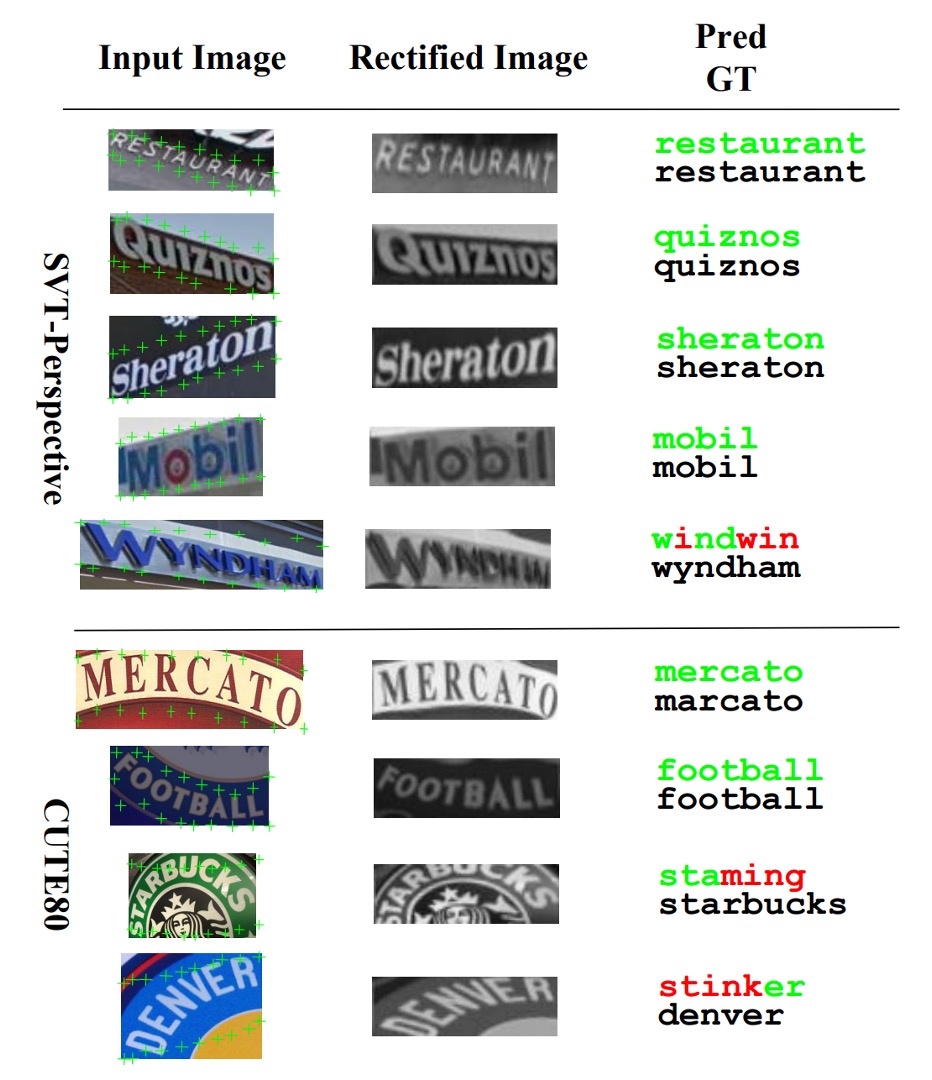 Input Image Rectified Image Pred
GT
SVT-Perspective
RESTAURANT RESTAURANT restaurant
restaurant
QUIZNOS QUIZNOS quiznos
quiznos
Sheraton Sheraton sheraton
sheraton
Mobil Mobil mobil
mobil
WYNDHAM WYNDHAM windwin
wyndham
CUTE80
MERCATO MERCATO mercato
marcato
FOOTBALL FOOTBALL football
football
STARBUCKS STARBUCKS staming
starbucks
DENVER DENVER stinker
denver